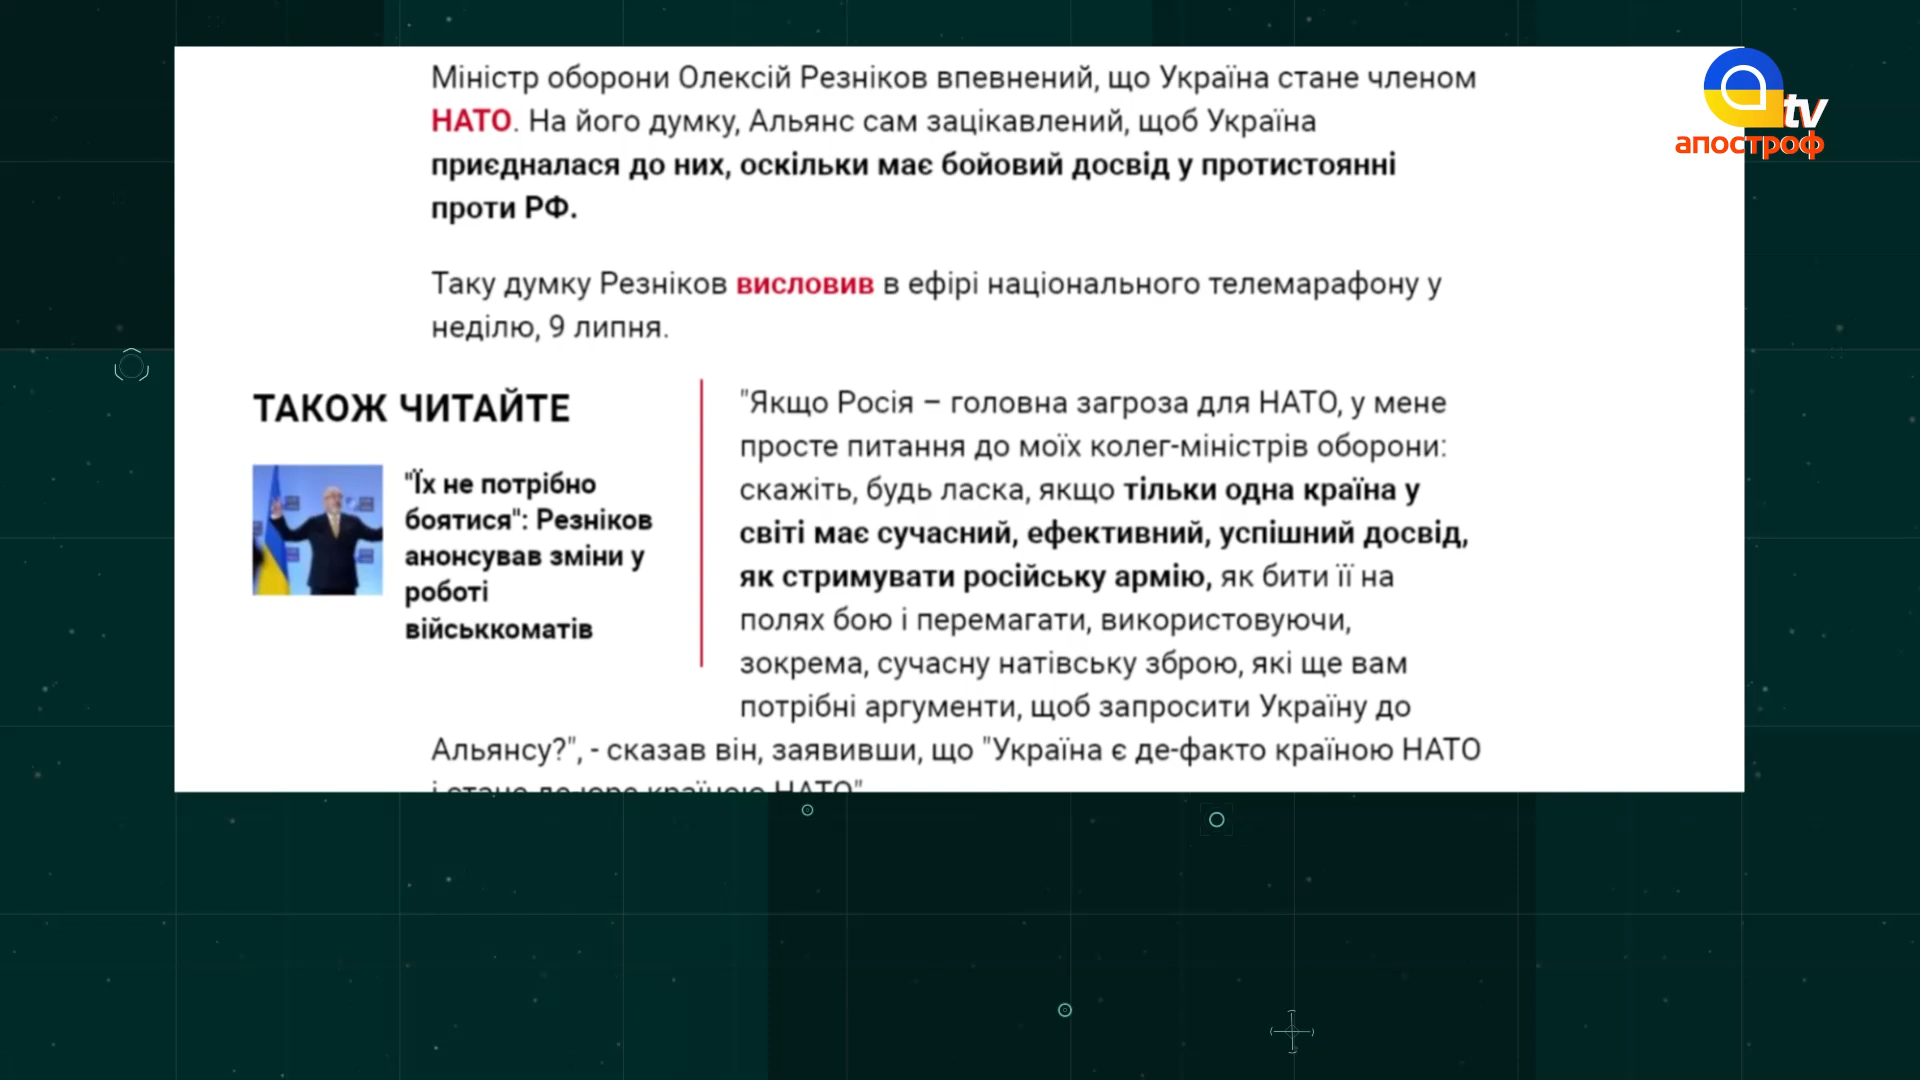 Міністр оборони Олексій Резніков впевнений, що Україна стане членом
НАТО. На його думку, Альянс сам зацікавлений, щоб Україна
приєдналася до них, оскільки має бойовий досвід у протистоянні
проти РФ.
Таку думку Резніков висловив в ефірі національного телемарафону у
неділю, 9 липня.
ТАКОЖ ЧИТАЙТЕ
"Їх не потрібно
боятися": Резніков
анонсував зміни у
роботі
військкоматів
"Якщо Росія – головна загроза для НАТО, у мене
просте питання до моїх колег-міністрів оборони:
скажіть, будь ласка, якщо тільки одна країна у
світі має сучасний, ефективний, успішний досвід,
як стримувати російську армію, як бити її на
полях бою і перемагати, використовуючи,
зокрема, сучасну натівську зброю, які ще вам
потрібні аргументи, щоб запросити Україну до
Альянсу?", - сказав він, заявивши, що "Україна є де-факто країною НАТО
і стане де-юре країною НАТО"
tv
апостроф